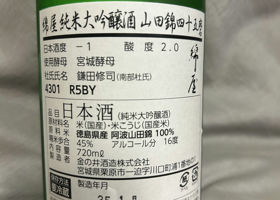 綿屋 純米大吟醸酒 山田錦四十五
日本酒度 -1 酸度 2.0
使用酵母 宮城酵母
杜氏氏名 鎌田修司(南部杜氏)
4301 R5BY
綿屋
日本酒(純米大吟醸酒)
米(国産)・米こうじ(国産米)
徳島県産 阿波山田錦 100%
45% アルコール分 16度
720ml
金の井酒造株式会社
宮城県栗原市一迫字川口町浦1番
製造年月